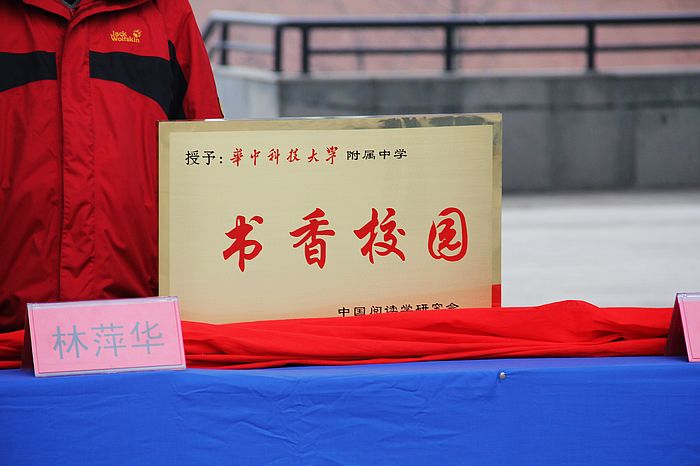 Jack
Wolfskin
授予：華中科技大學 附属中学
书香校园
中国阅读学研究会
林萍华